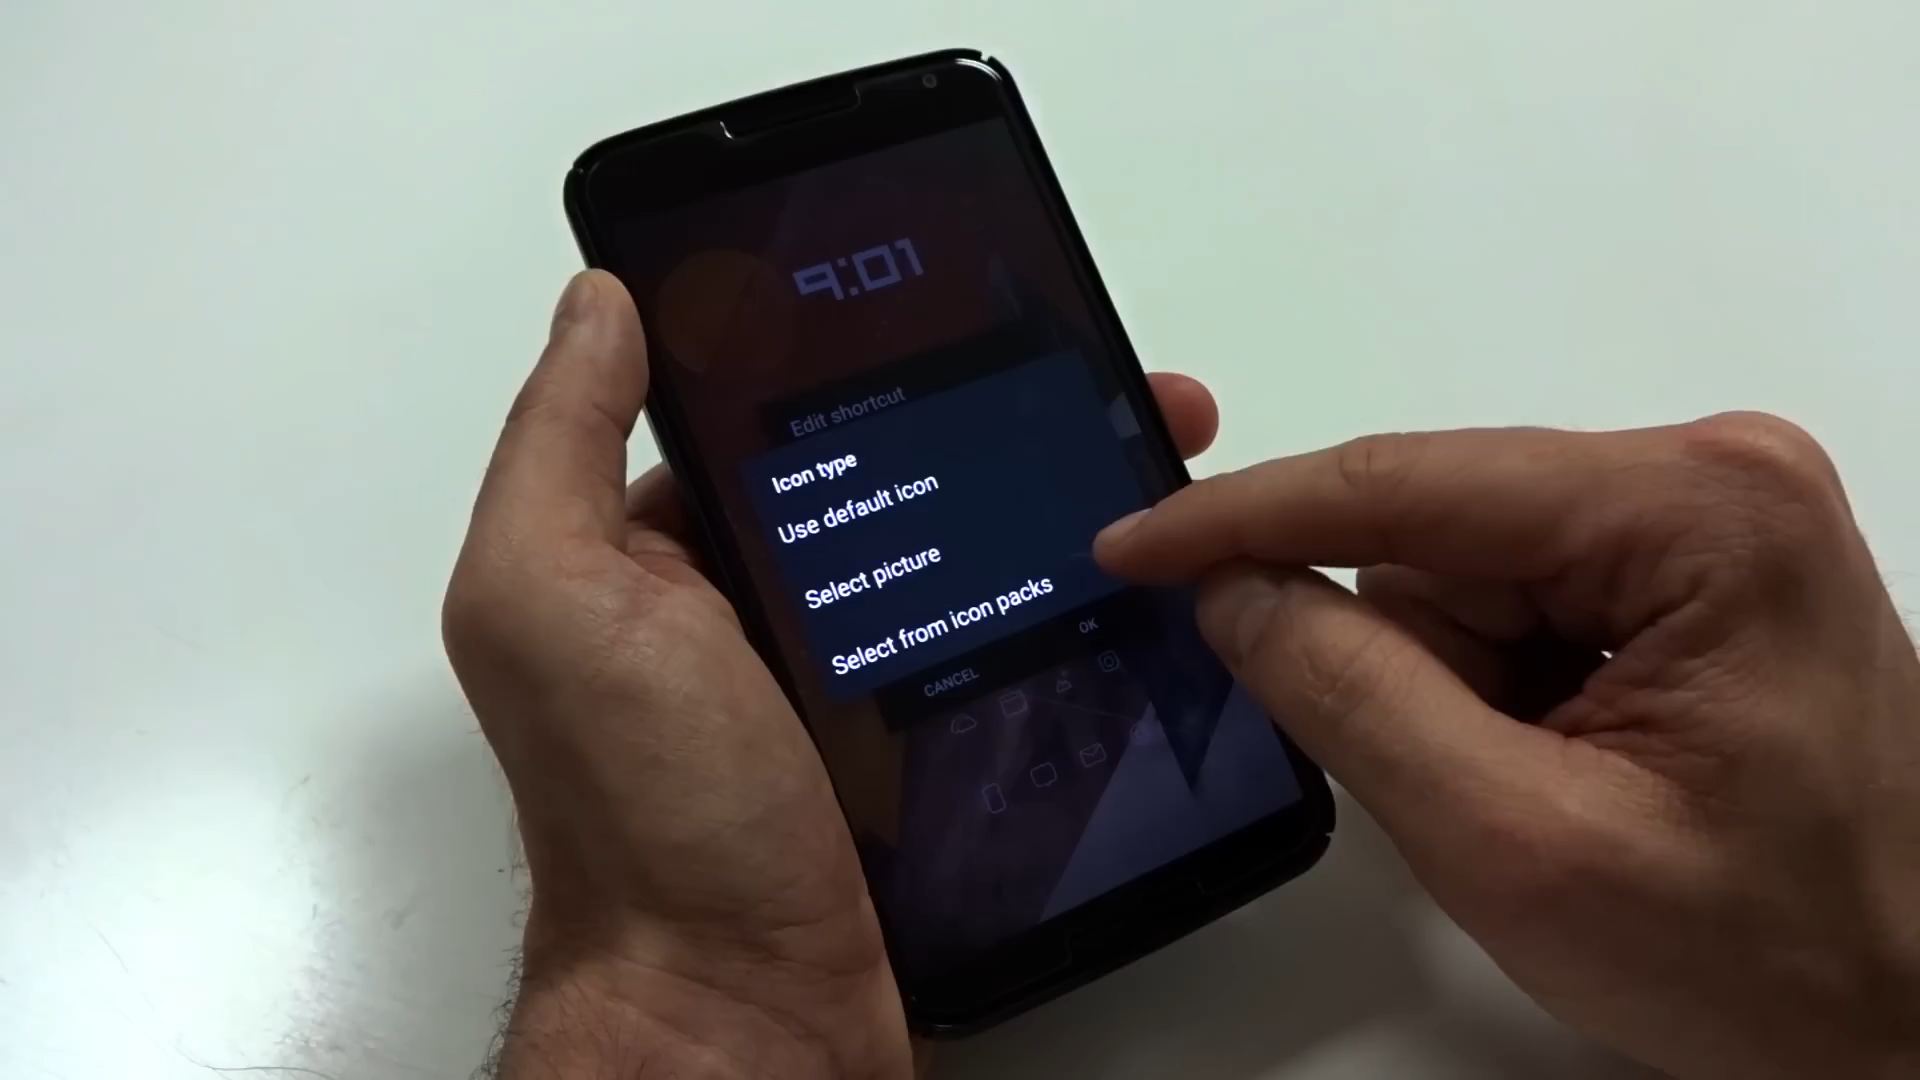 9:01
Edit shortcut
Icon type
Use default icon
Select picture
Select from icon packs
CANCEL
OK